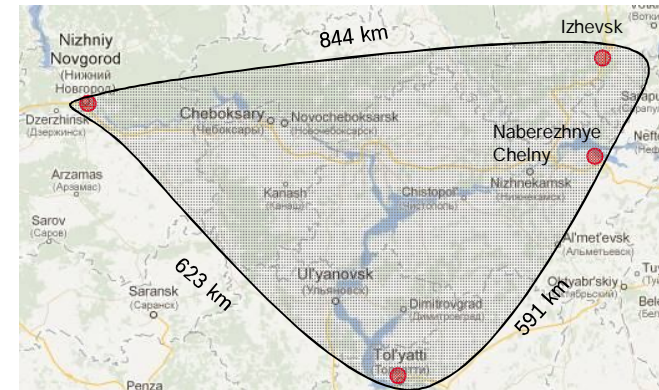 844 km
Izhevsk
Nizhniy
Novgorod
(Нижний
Новгород)
Dzerzhinsk
(Дзержинск)
Cheboksary
(Чебоксары)
Novocheboksarsk
(Новочебоксарск)
Naberezhnye
Chelny
Nizhnekamsk
(Нижнекамск)
Arzamas
(Арзамас)
Kanash
(Канаш)
Chistopol'
(Чистополь)
Sarov
(Саров)
Al'met'evsk
(Альметьевск)
623 km
591 km
Saransk
(Саранск)
Ul'yanovsk
(Ульяновск)
Dimitrovgrad
(Димитровград)
Oktyabr'skiy
Tol'yatti
Penza